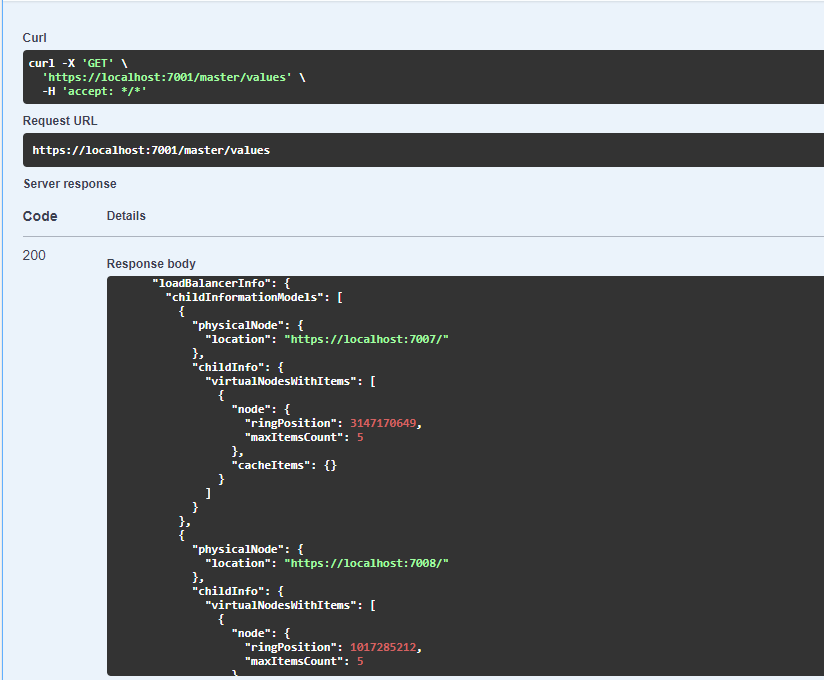 Curl
curl -X 'GET' \
  'https://localhost:7001/master/values' \
  -H 'accept: */*'
Request URL
https://localhost:7001/master/values
Server response
Code Details
200
Response body
"loadBalancerInfo": {
"childInformationModels": [
{
"physicalNode": {
"location": "https://localhost:7007/"
},
"childInfo": {
"virtualNodesWithItems": [
{
"node": {
"ringPosition": 3147170649,
"maxItemsCount": 5
},
"cacheItems": {}
}
]
}
},
{
"physicalNode": {
"location": "https://localhost:7008/"
},
"childInfo": {
"virtualNodesWithItems": [
{
"node": {
"ringPosition": 1017285212,
"maxItemsCount": 5
}